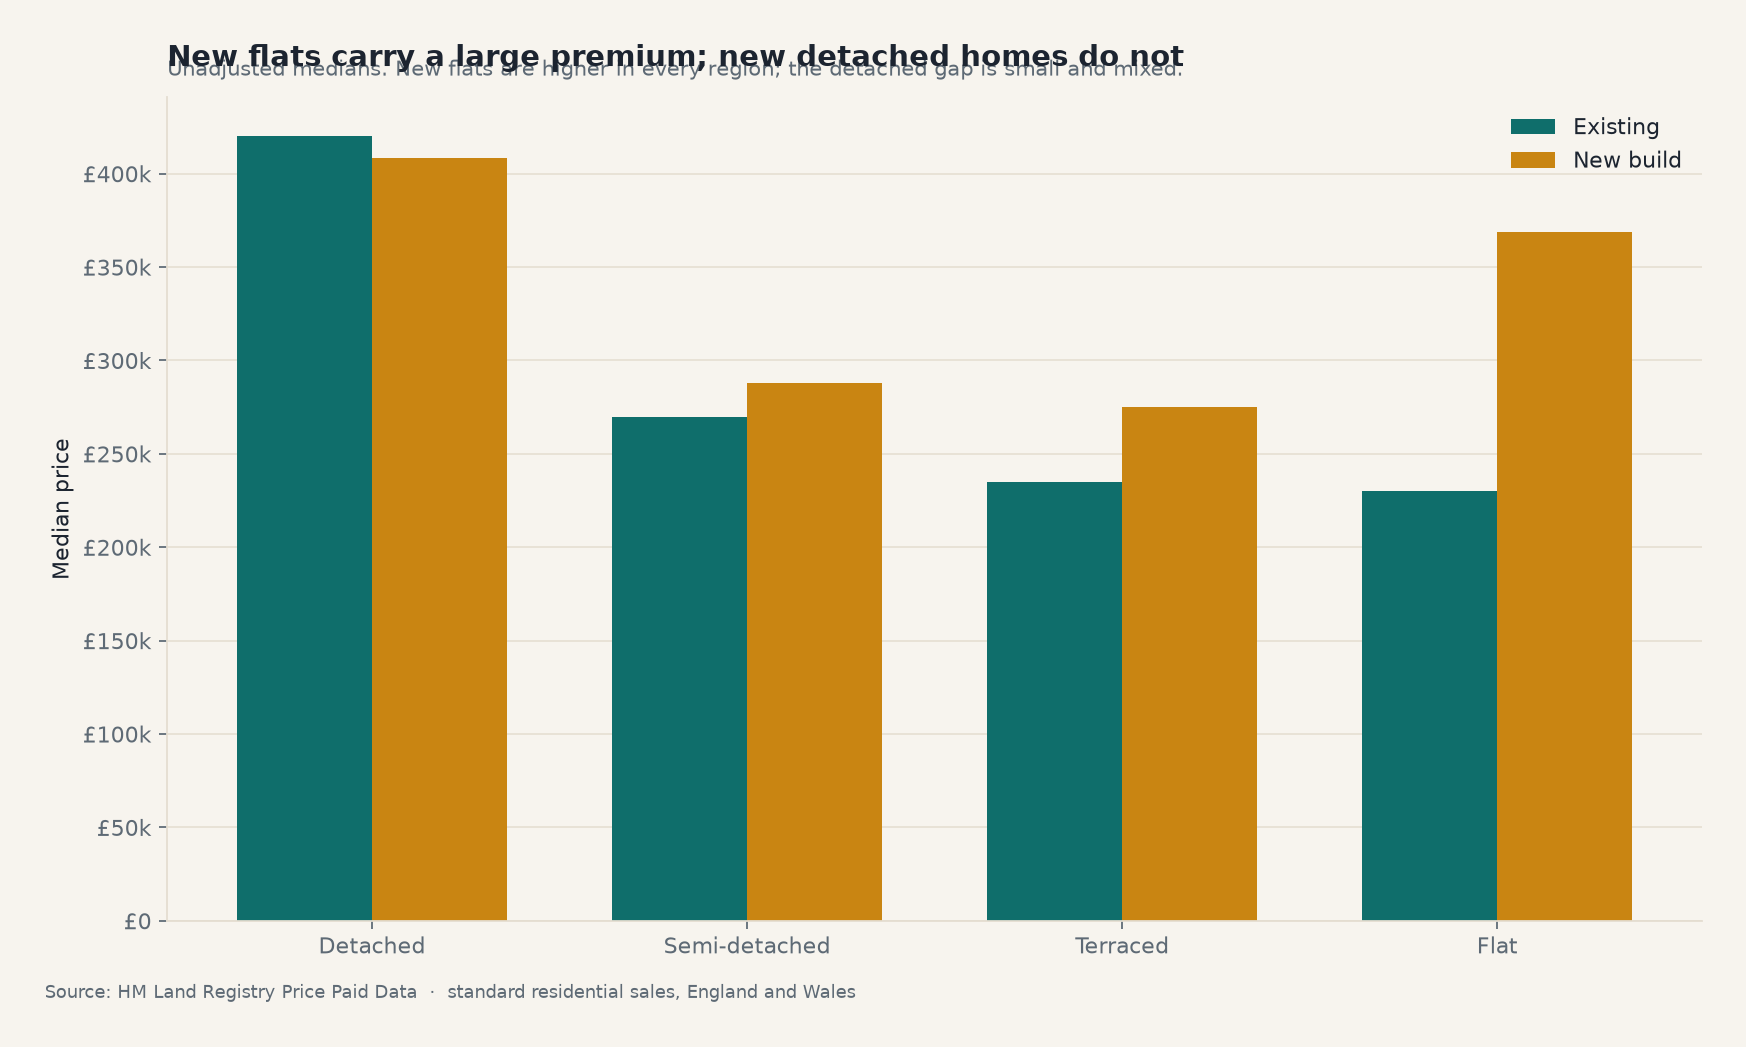 New flats carry a large premium; new detached homes do not
Unadjusted medians. New flats are higher in every region; the detached gap is small and mixed.
Existing
New build
Median price
£400k
£350k
£300k
£250k
£200k
£150k
£100k
£50k
£0
Detached
Semi-detached
Terraced
Flat
Source: HM Land Registry Price Paid Data · standard residential sales, England and Wales